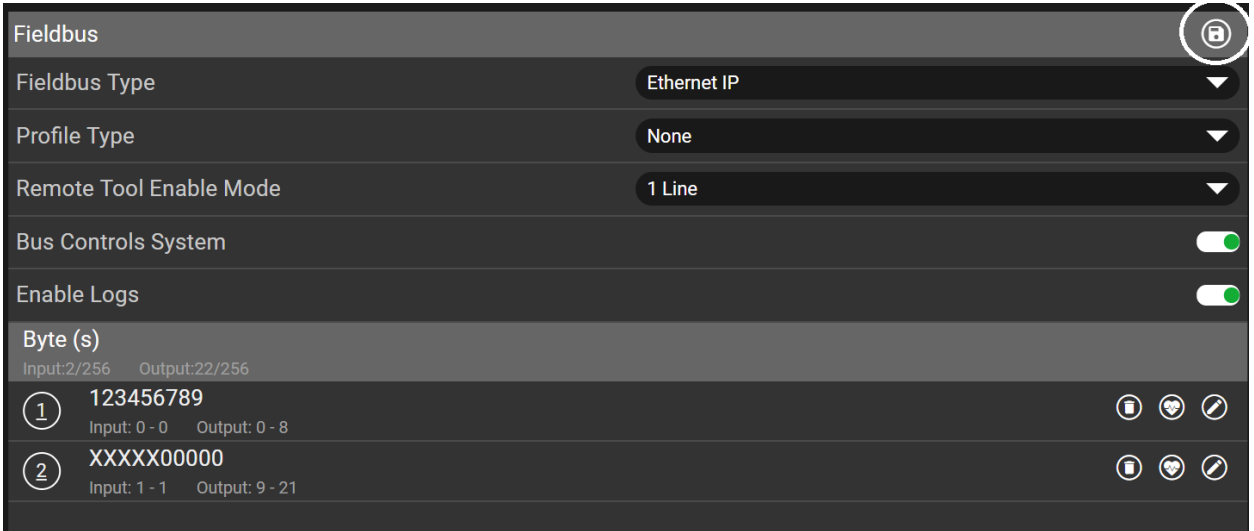 Fieldbus
Fieldbus Type Ethernet IP
Profile Type None
Remote Tool Enable Mode 1 Line
Bus Controls System
Enable Logs
Byte (s)
Input:2/256 Output:22/256
1 123456789
Input: 0 - 0 Output: 0 - 8
2 XXXXX00000
Input: 1 - 1 Output: 9 - 21